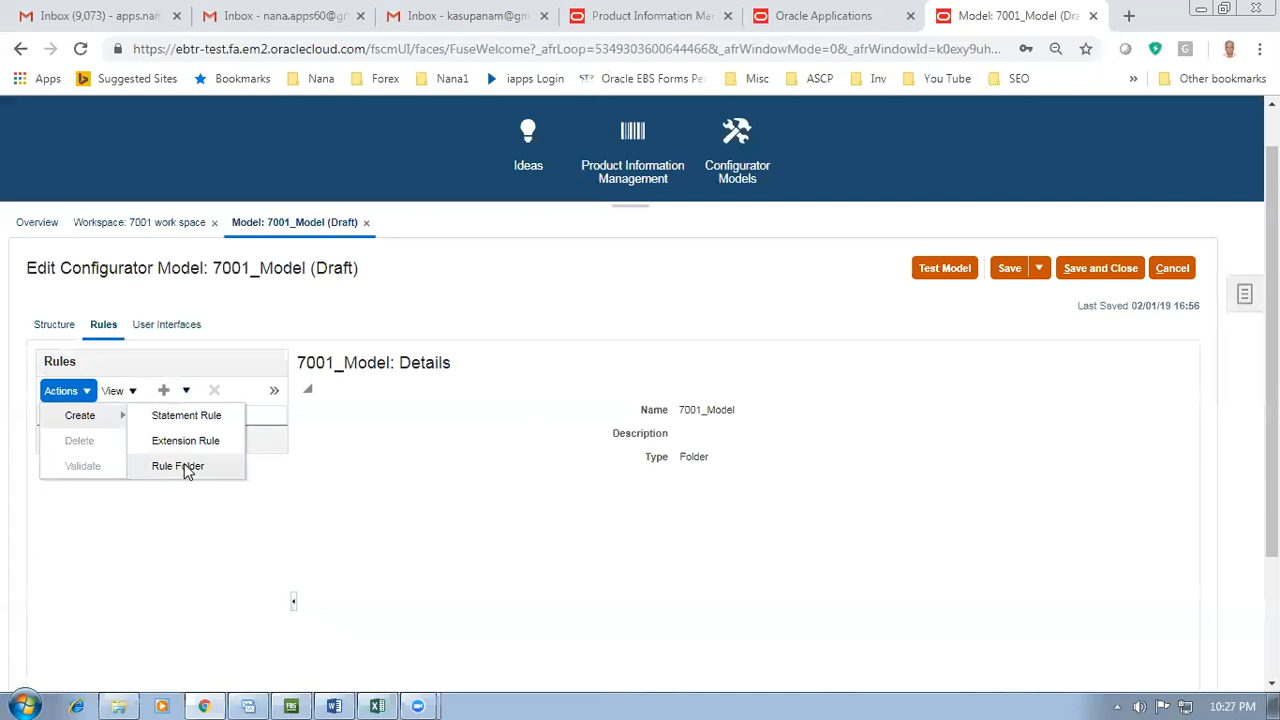 Inbox (9,073) - apps.na
Inbox - nana.apps00@g
Inbox - kasupanam@gm
Product Information Ma
Oracle Applications
Model: 7001_Model (Dra
https://ebtr-test.fa.em2.oraclecloud.com/fscmUI/faces/FuseWelcome?_afrLoop=53493036006444466&_afrWindowMode=0&_afrWindowId=k0exy9uh...
Apps
Suggested Sites
Bookmarks
Nana
Forex
Nana1
iapps Login
Oracle EBS Forms Per
Misc
ASCP
Inv
You Tube
SEO
Other bookmarks
Ideas
Product Information
Management
Configurator
Models
Overview
Workspace: 7001 work space
Model: 7001_Model (Draft)
Edit Configurator Model: 7001_Model (Draft)
Test Model
Save
Save and Close
Cancel
Last Saved 02/01/19 16:56
Structure
Rules
User Interfaces
Rules
7001_Model: Details
Actions
View
Name 7001_Model
Description
Type Folder
Create
Delete
Validate
Statement Rule
Extension Rule
Rule Folder
10:27 PM